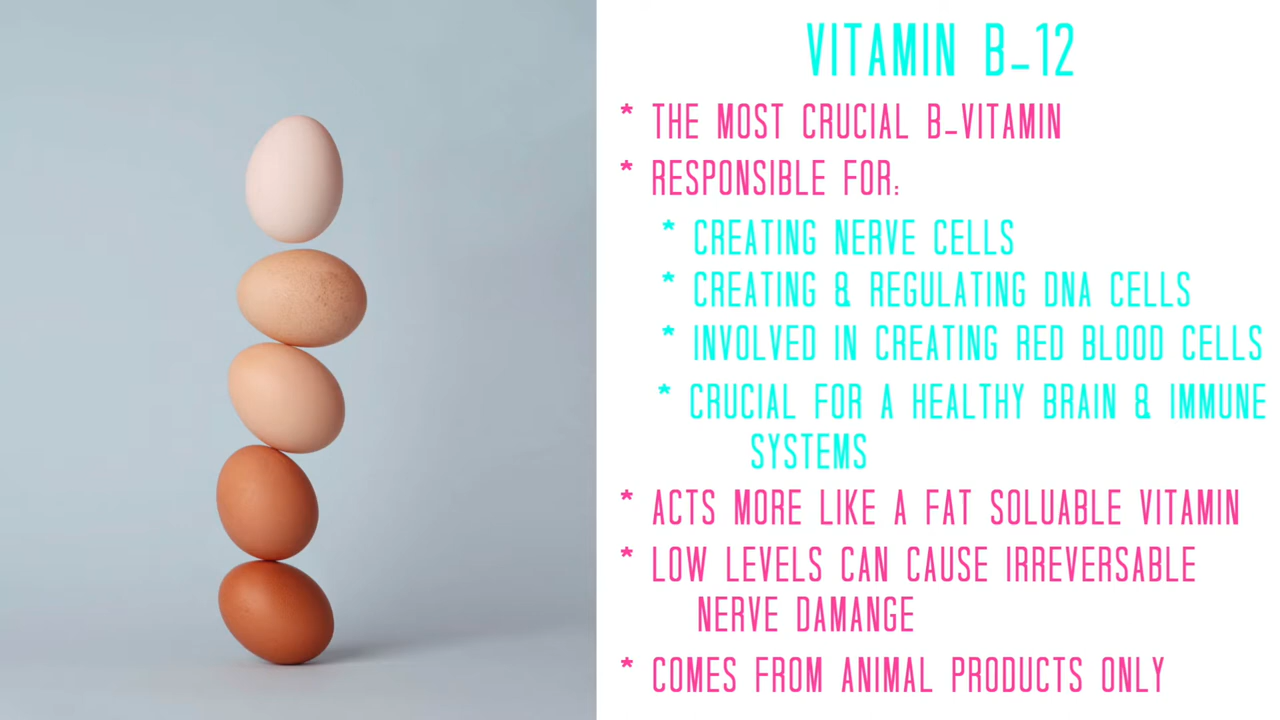 VITAMIN B-12
* THE MOST CRUCIAL B-VITAMIN
* RESPONSIBLE FOR:
* CREATING NERVE CELLS
* CREATING & REGULATING DNA CELLS
* INVOLVED IN CREATING RED BLOOD CELLS
* CRUCIAL FOR A HEALTHY BRAIN & IMMUNE
SYSTEMS
* ACTS MORE LIKE A FAT SOLUABLE VITAMIN
* LOW LEVELS CAN CAUSE IRREVERSABLE
NERVE DAMANGE
* COMES FROM ANIMAL PRODUCTS ONLY